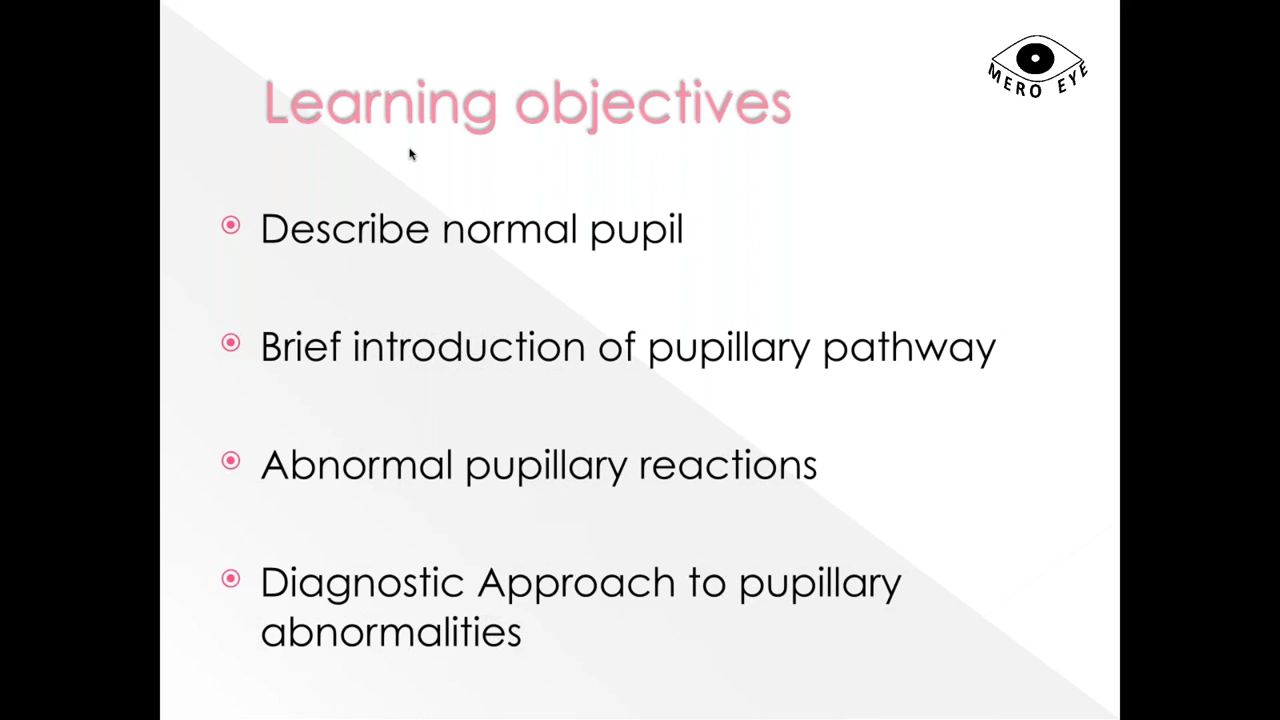 MERO EYE
Learning objectives
Describe normal pupil
Brief introduction of pupillary pathway
Abnormal pupillary reactions
Diagnostic Approach to pupillary
abnormalities